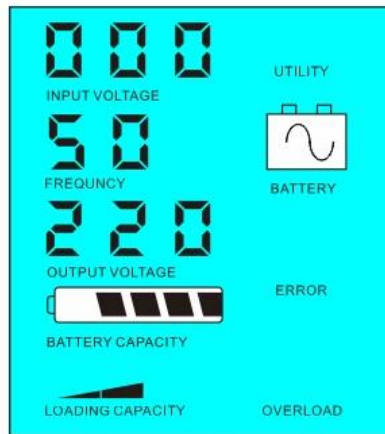 000
UTILITY
INPUT VOLTAGE
50
FREQUNCY
BATTERY
220
OUTPUT VOLTAGE
ERROR
BATTERY CAPACITY
LOADING CAPACITY
OVERLOAD